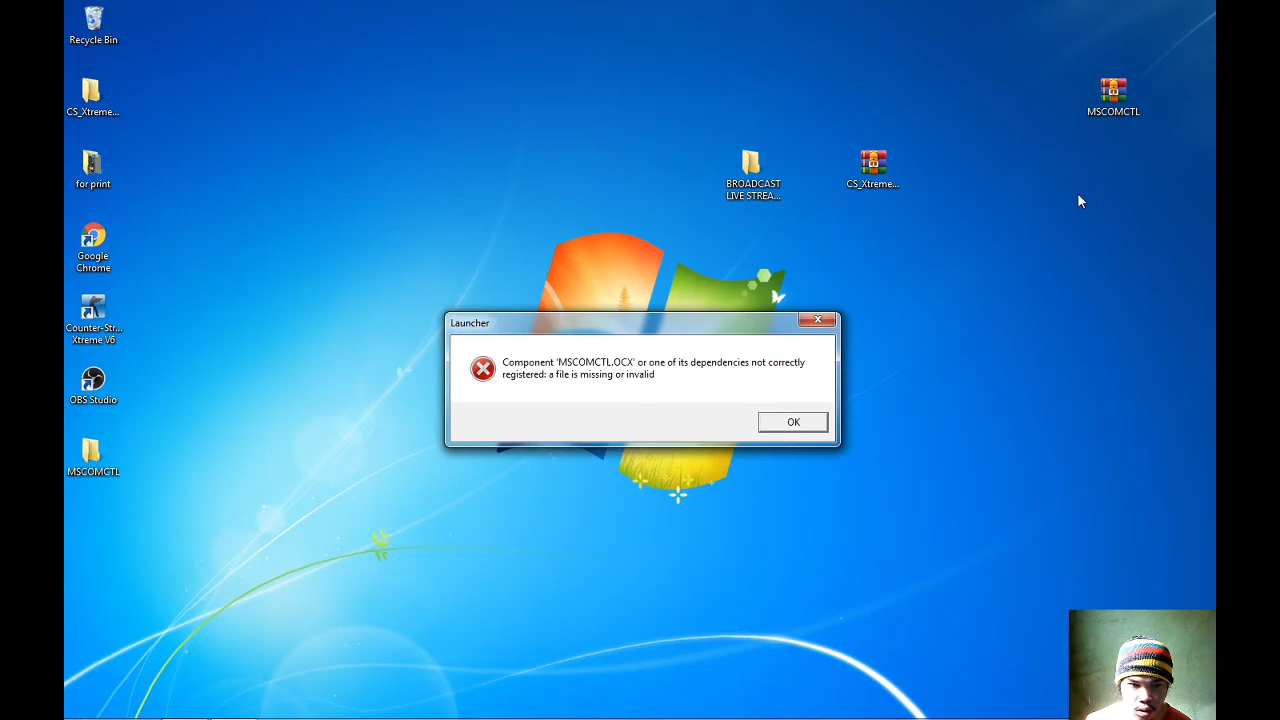 Recycle Bin
CS_Xtreme...
MSCOMCTL
for print
BROADCAST
LIVE STREA...
CS_Xtreme...
Google
Chrome
Counter-Str...
Xtreme V6
Launcher
Component 'MSCOMCTL.OCX' or one of its dependencies not correctly
registered: a file is missing or invalid
OBS Studio
OK
MSCOMCTL